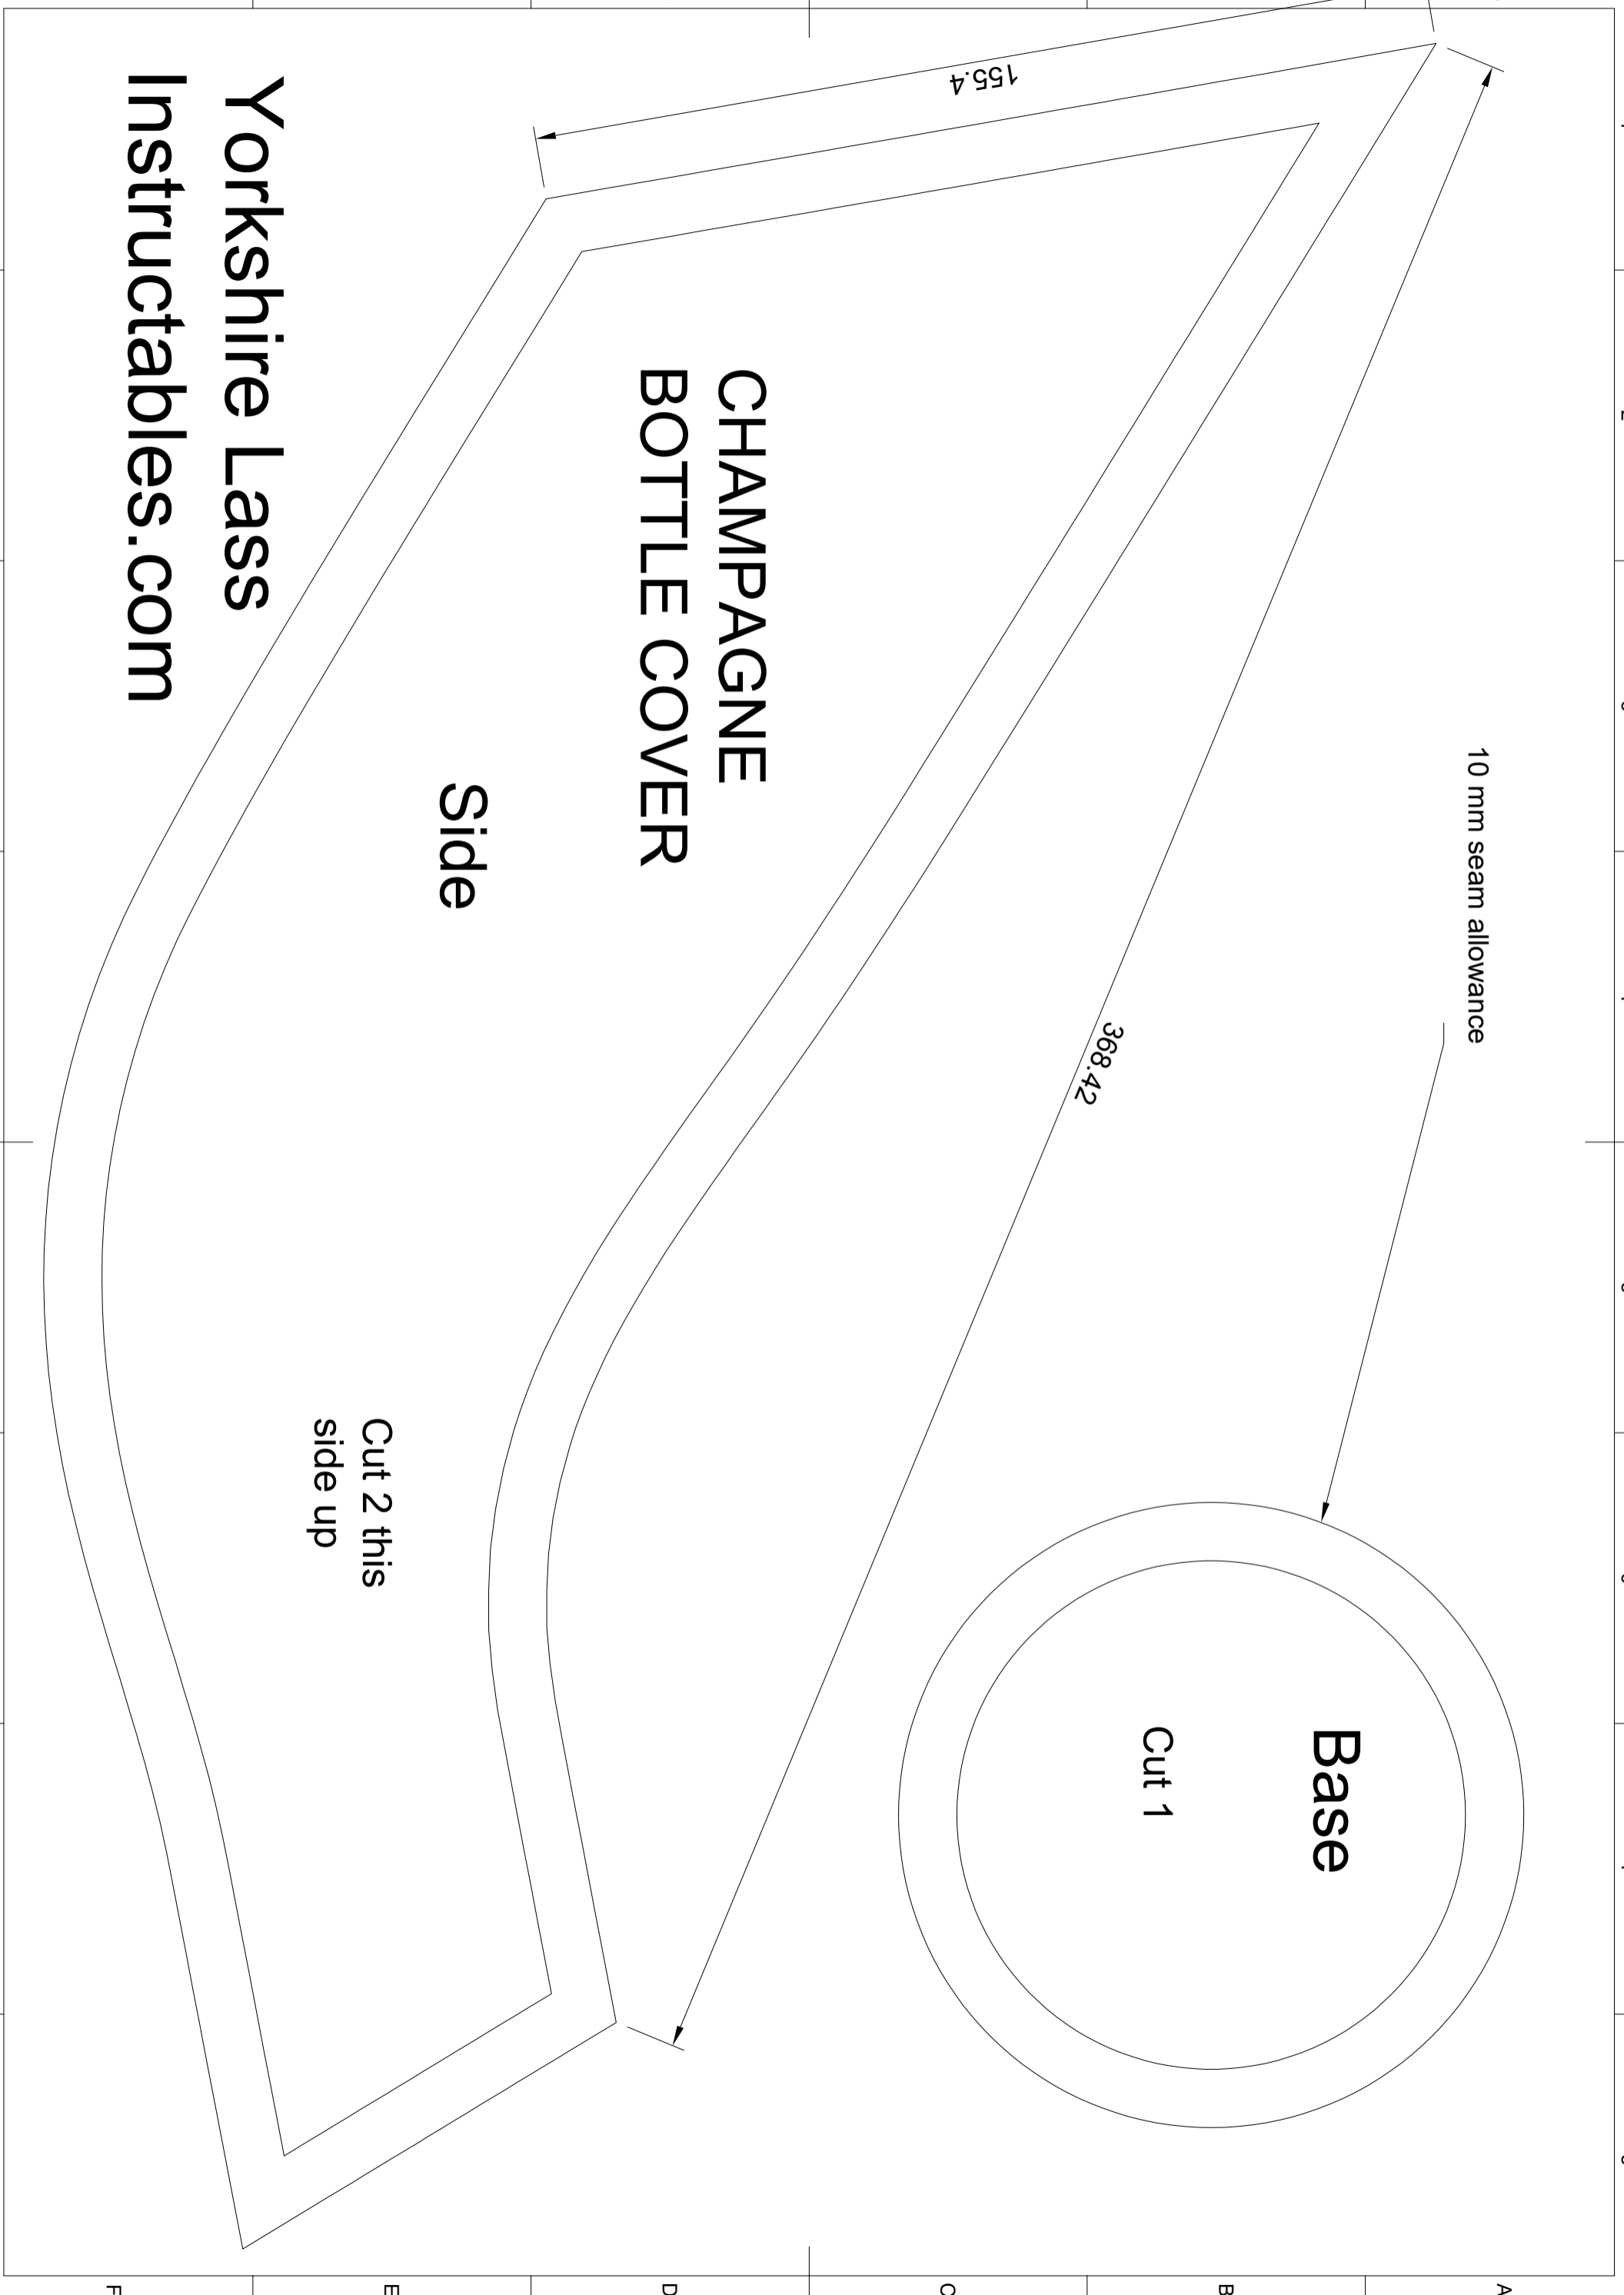 10 mm seam allowance
155.4
368.42
CHAMPAGNE
BOTTLE COVER
Side
Cut 2 this
side up
Base
Cut 1
Yorkshire Lass
Instructables.com
A
B
C
D
E
F